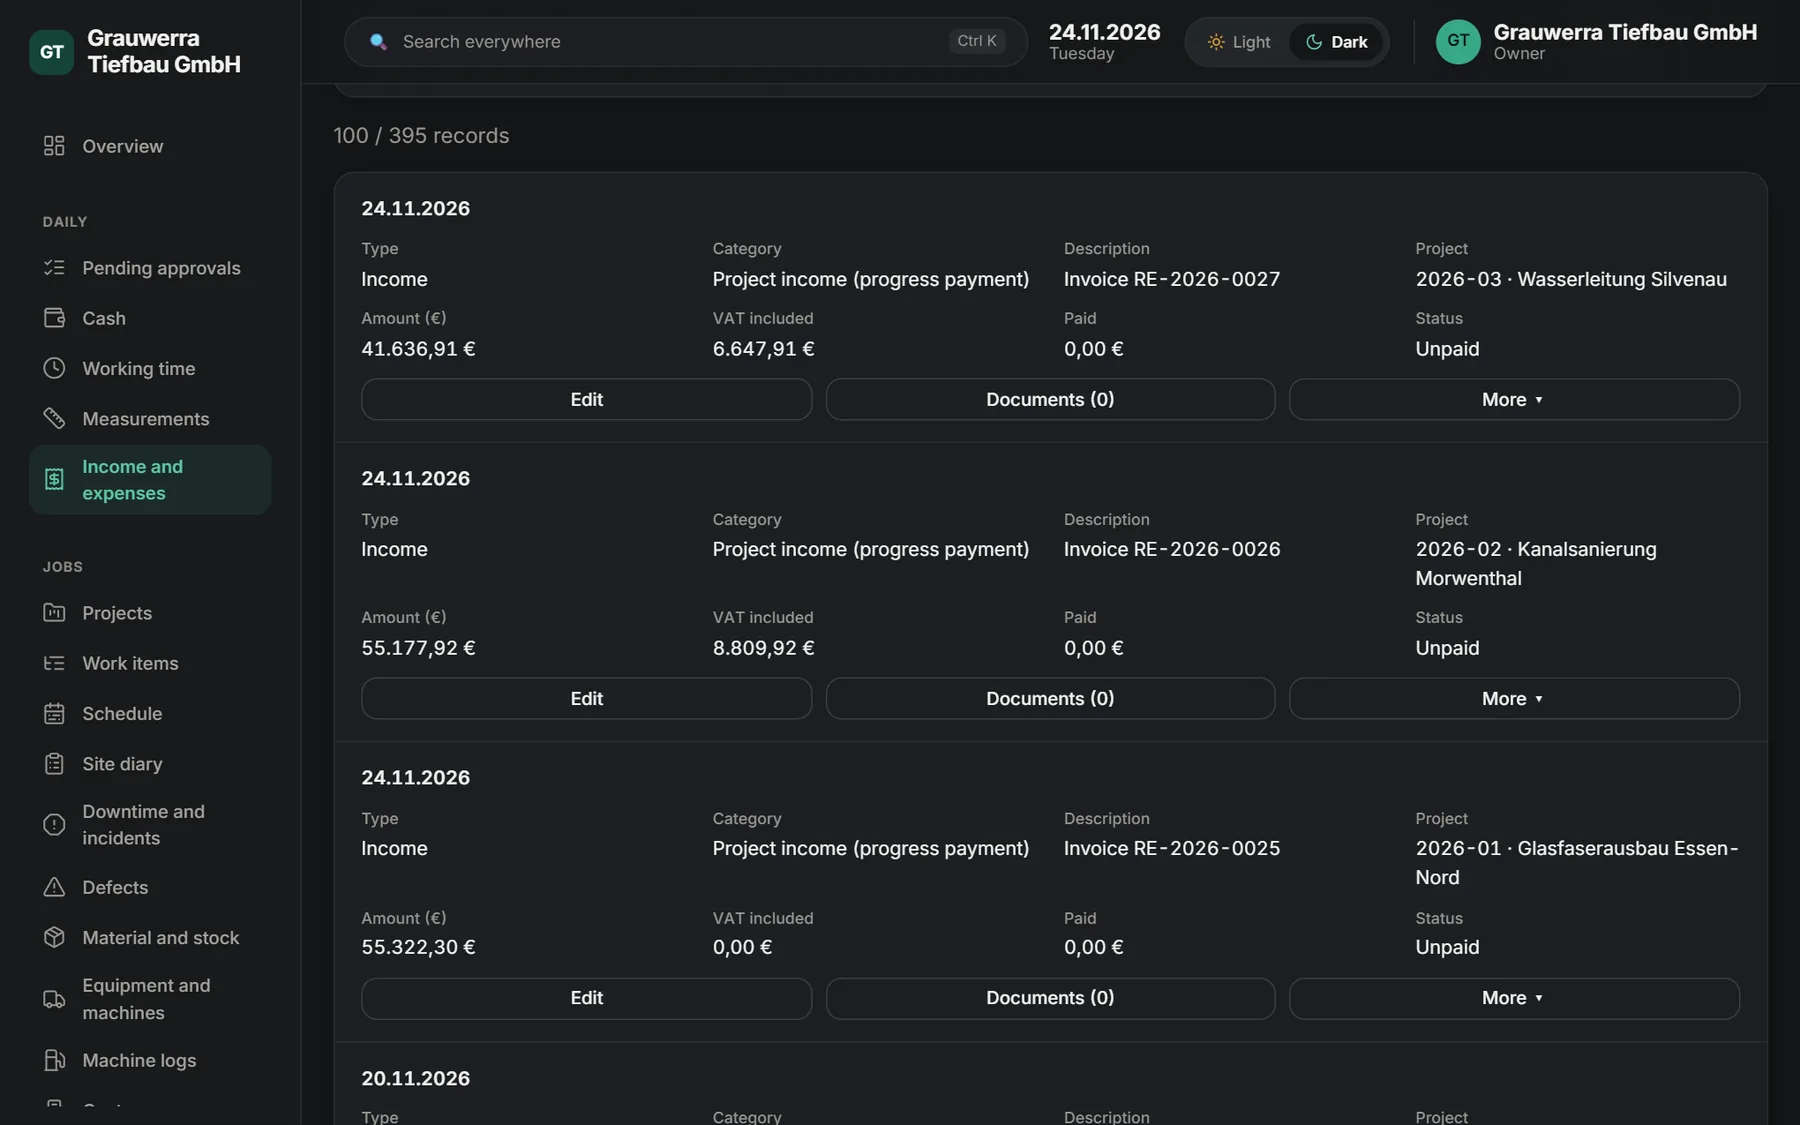 GT
Grauwerra
Tiefbau GmbH
Search everywhere
Ctrl K
24.11.2026
Tuesday
Light
Dark
GT
Grauwerra Tiefbau GmbH
Owner
Overview
DAILY
Pending approvals
Cash
Working time
Measurements
Income and
expenses
JOBS
Projects
Work items
Schedule
Site diary
Downtime and
incidents
Defects
Material and stock
Equipment and
machines
Machine logs
100 / 395 records
24.11.2026
Type
Category
Description
Project
Income
Project income (progress payment)
Invoice RE-2026-0027
2026-03 · Wasserleitung Silvenau
Amount (€)
VAT included
Paid
Status
41.636,91 €
6.647,91 €
0,00 €
Unpaid
Edit
Documents (0)
More ▾
24.11.2026
Type
Category
Description
Project
Income
Project income (progress payment)
Invoice RE-2026-0026
2026-02 · Kanalsanierung
Morwenthal
Amount (€)
VAT included
Paid
Status
55.177,92 €
8.809,92 €
0,00 €
Unpaid
Edit
Documents (0)
More ▾
24.11.2026
Type
Category
Description
Project
Income
Project income (progress payment)
Invoice RE-2026-0025
2026-01 · Glasfaserausbau Essen-
Nord
Amount (€)
VAT included
Paid
Status
55.322,30 €
0,00 €
0,00 €
Unpaid
Edit
Documents (0)
More ▾
20.11.2026
Type
Category
Description
Project